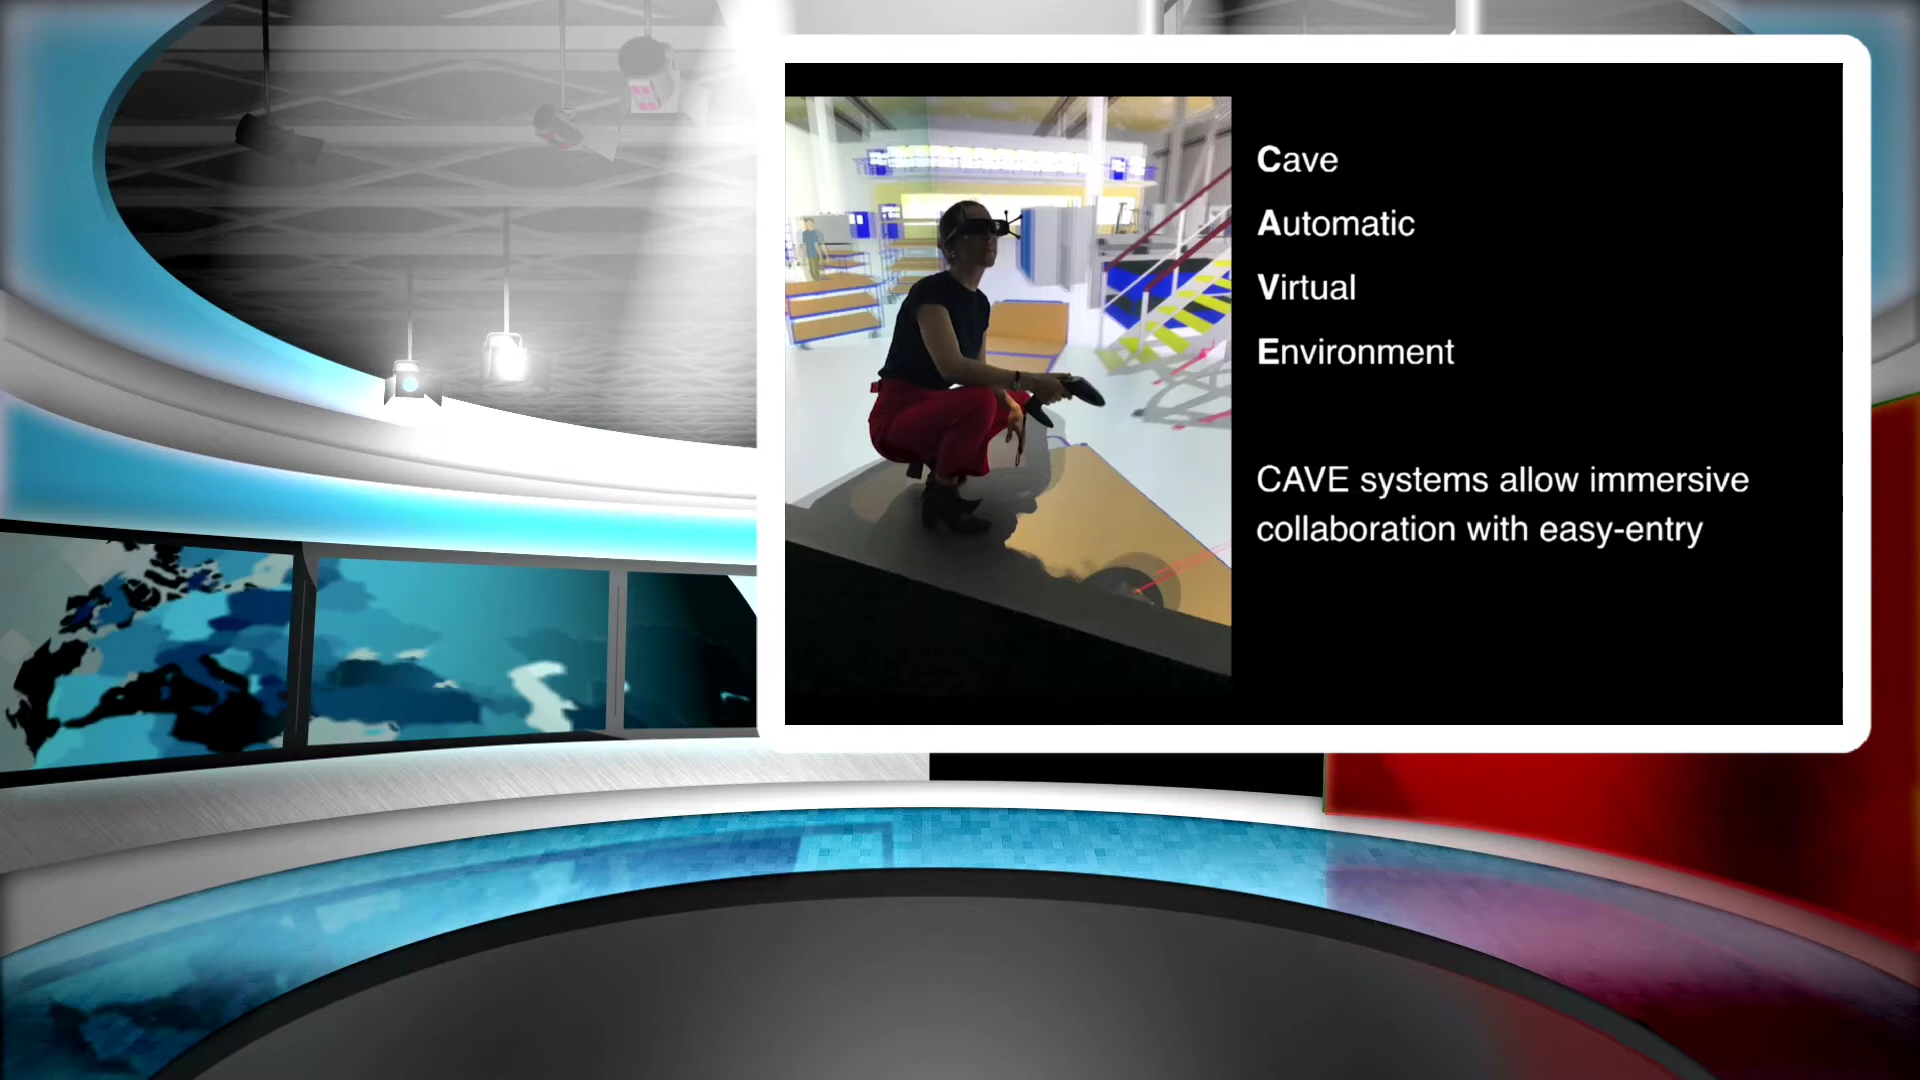 Cave
Automatic
Virtual
Environment
CAVE systems allow immersive
collaboration with easy-entry